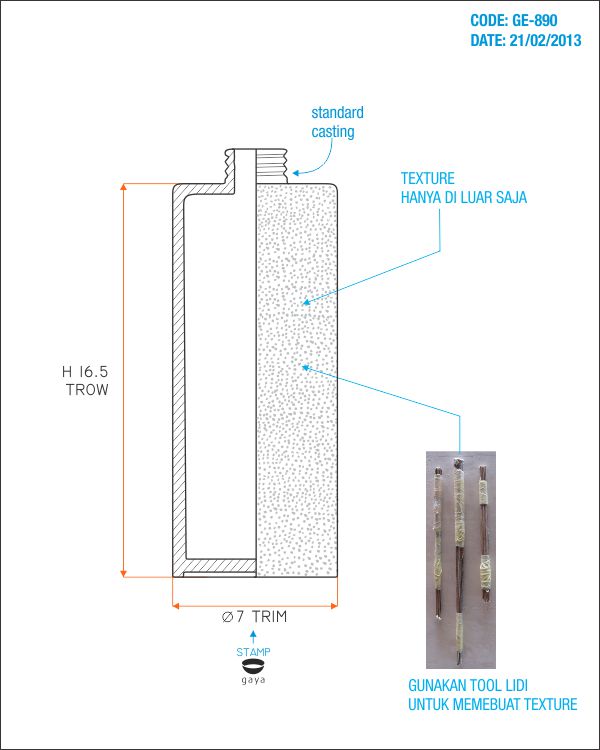 CODE: GE-890
DATE: 21/02/2013
standard
casting
TEXTURE
HANYA DI LUAR SAJA
H 16.5
TROW
Ø7 TRIM
STAMP
gaya
GUNAKAN TOOL LIDI
UNTUK MEMEBUAT TEXTURE